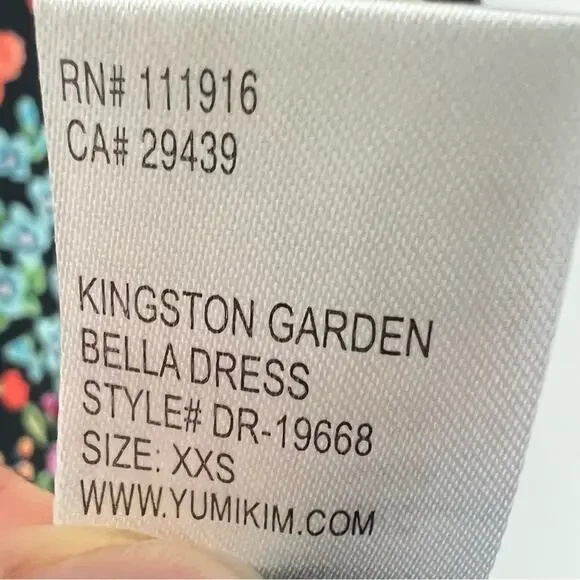 RN# 111916
CA# 29439
KINGSTON GARDEN
BELLA DRESS
STYLE# DR-19668
SIZE: XXS
WWW.YUMIKIM.COM